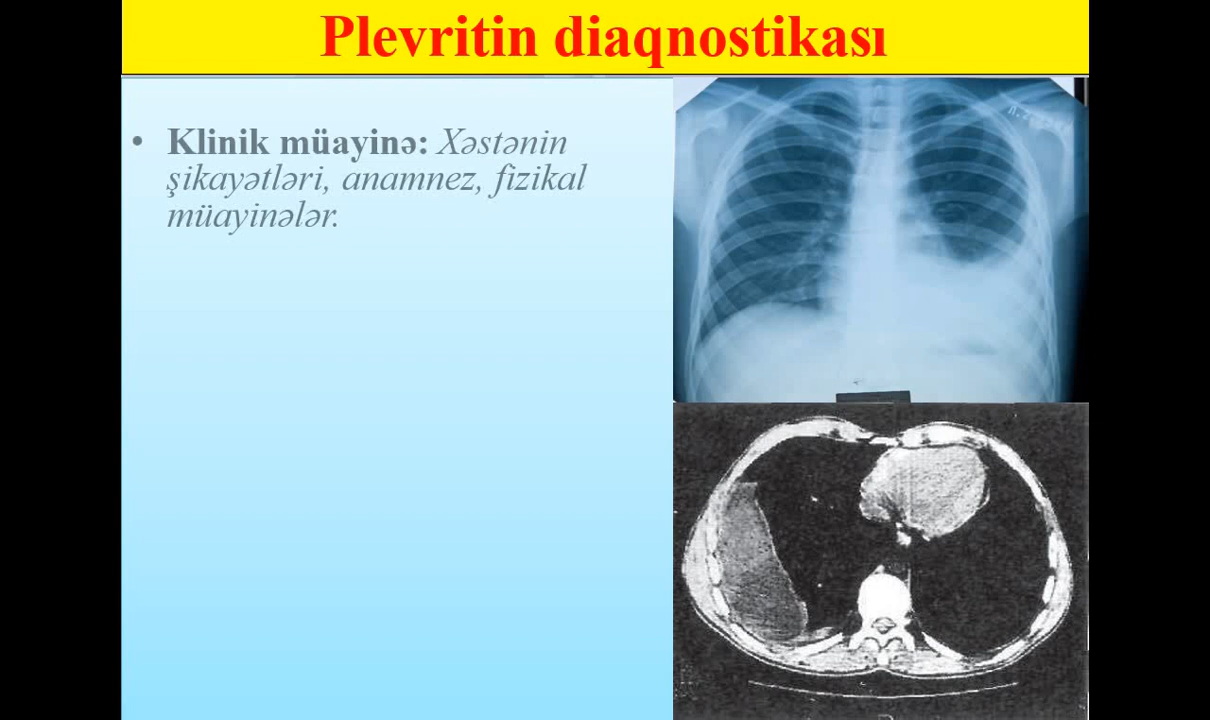 Plevritin diaqnostikası
• Klinik müayinə: Xəstənin
şikayətləri, anamnez, fizikal
müayinələr.